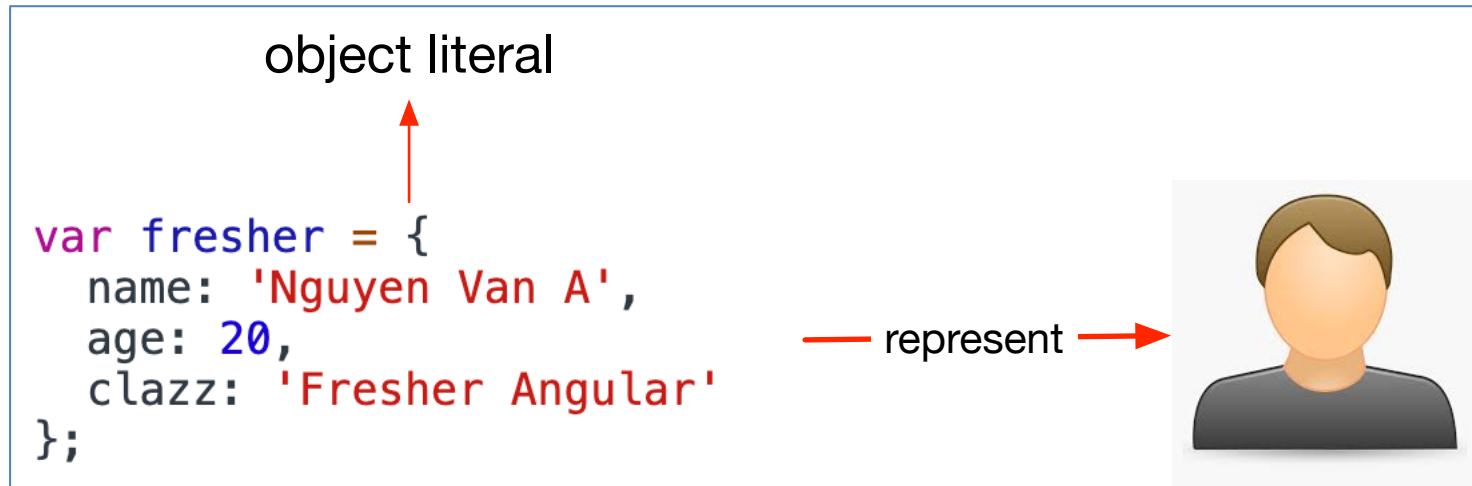 object literal
var fresher = {
name: 'Nguyen Van A',
age: 20,
represent
clazz: 'Fresher Angular'
};